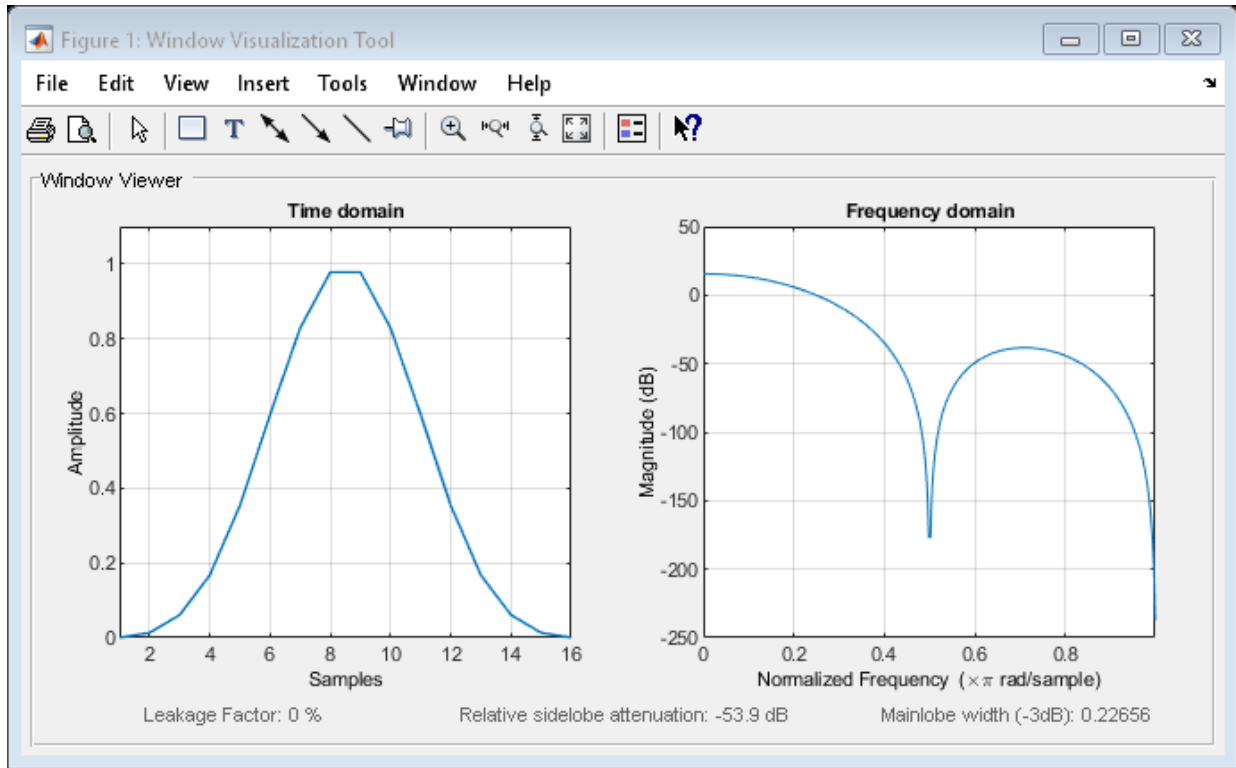 Figure 1: Window Visualization Tool
File Edit View Insert Tools Window Help
T
?
Window Viewer
Time domain
1
0.8
0.6
0.4
0.2
0
Amplitude
2 4 6 8 10 12 14 16
Samples
Frequency domain
50
0
-50
-100
-150
-200
-250
Magnitude (dB)
0 0.2 0.4 0.6 0.8
Normalized Frequency (×π rad/sample)
Leakage Factor: 0 % Relative sidelobe attenuation: -53.9 dB Mainlobe width (-3dB): 0.22656